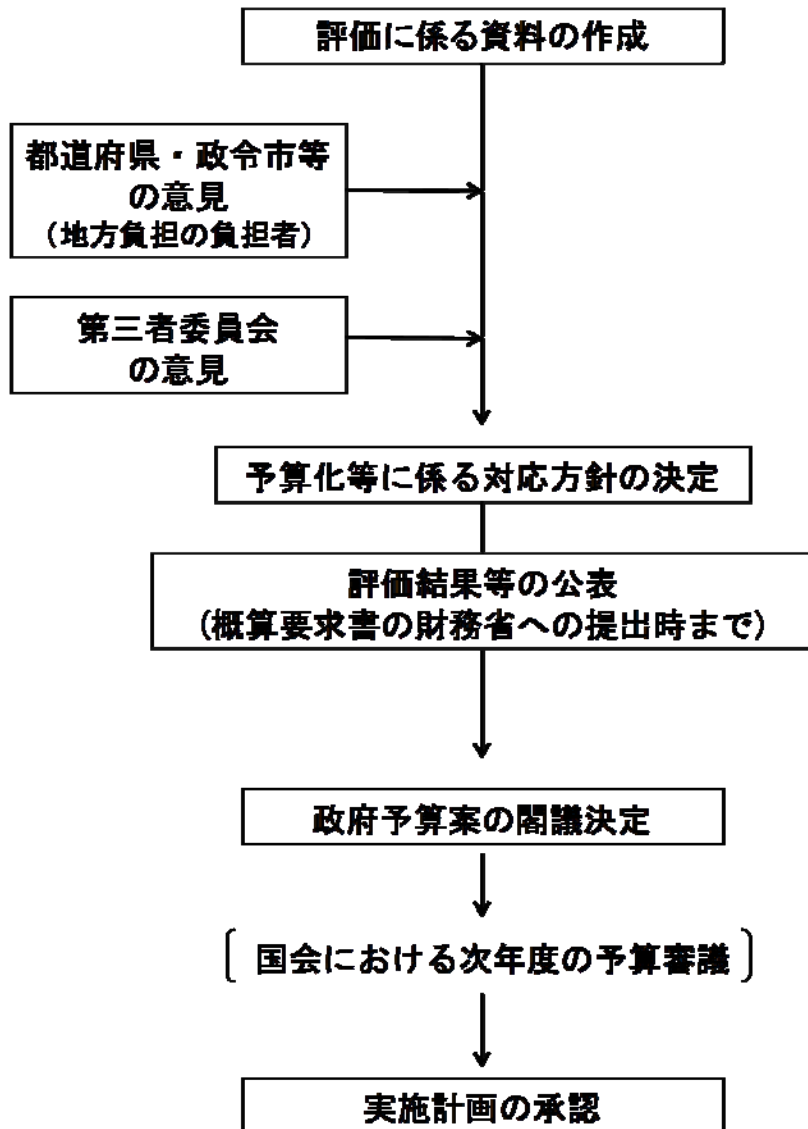 評価に係る資料の作成
都道府県・政令市等
の意見
（地方負担の負担者）
第三者委員会
の意見
予算化等に係る対応方針の決定
評価結果等の公表
（概算要求書の財務省への提出時まで）
政府予算案の閣議決定
〔 国会における次年度の予算審議 〕
実施計画の承認